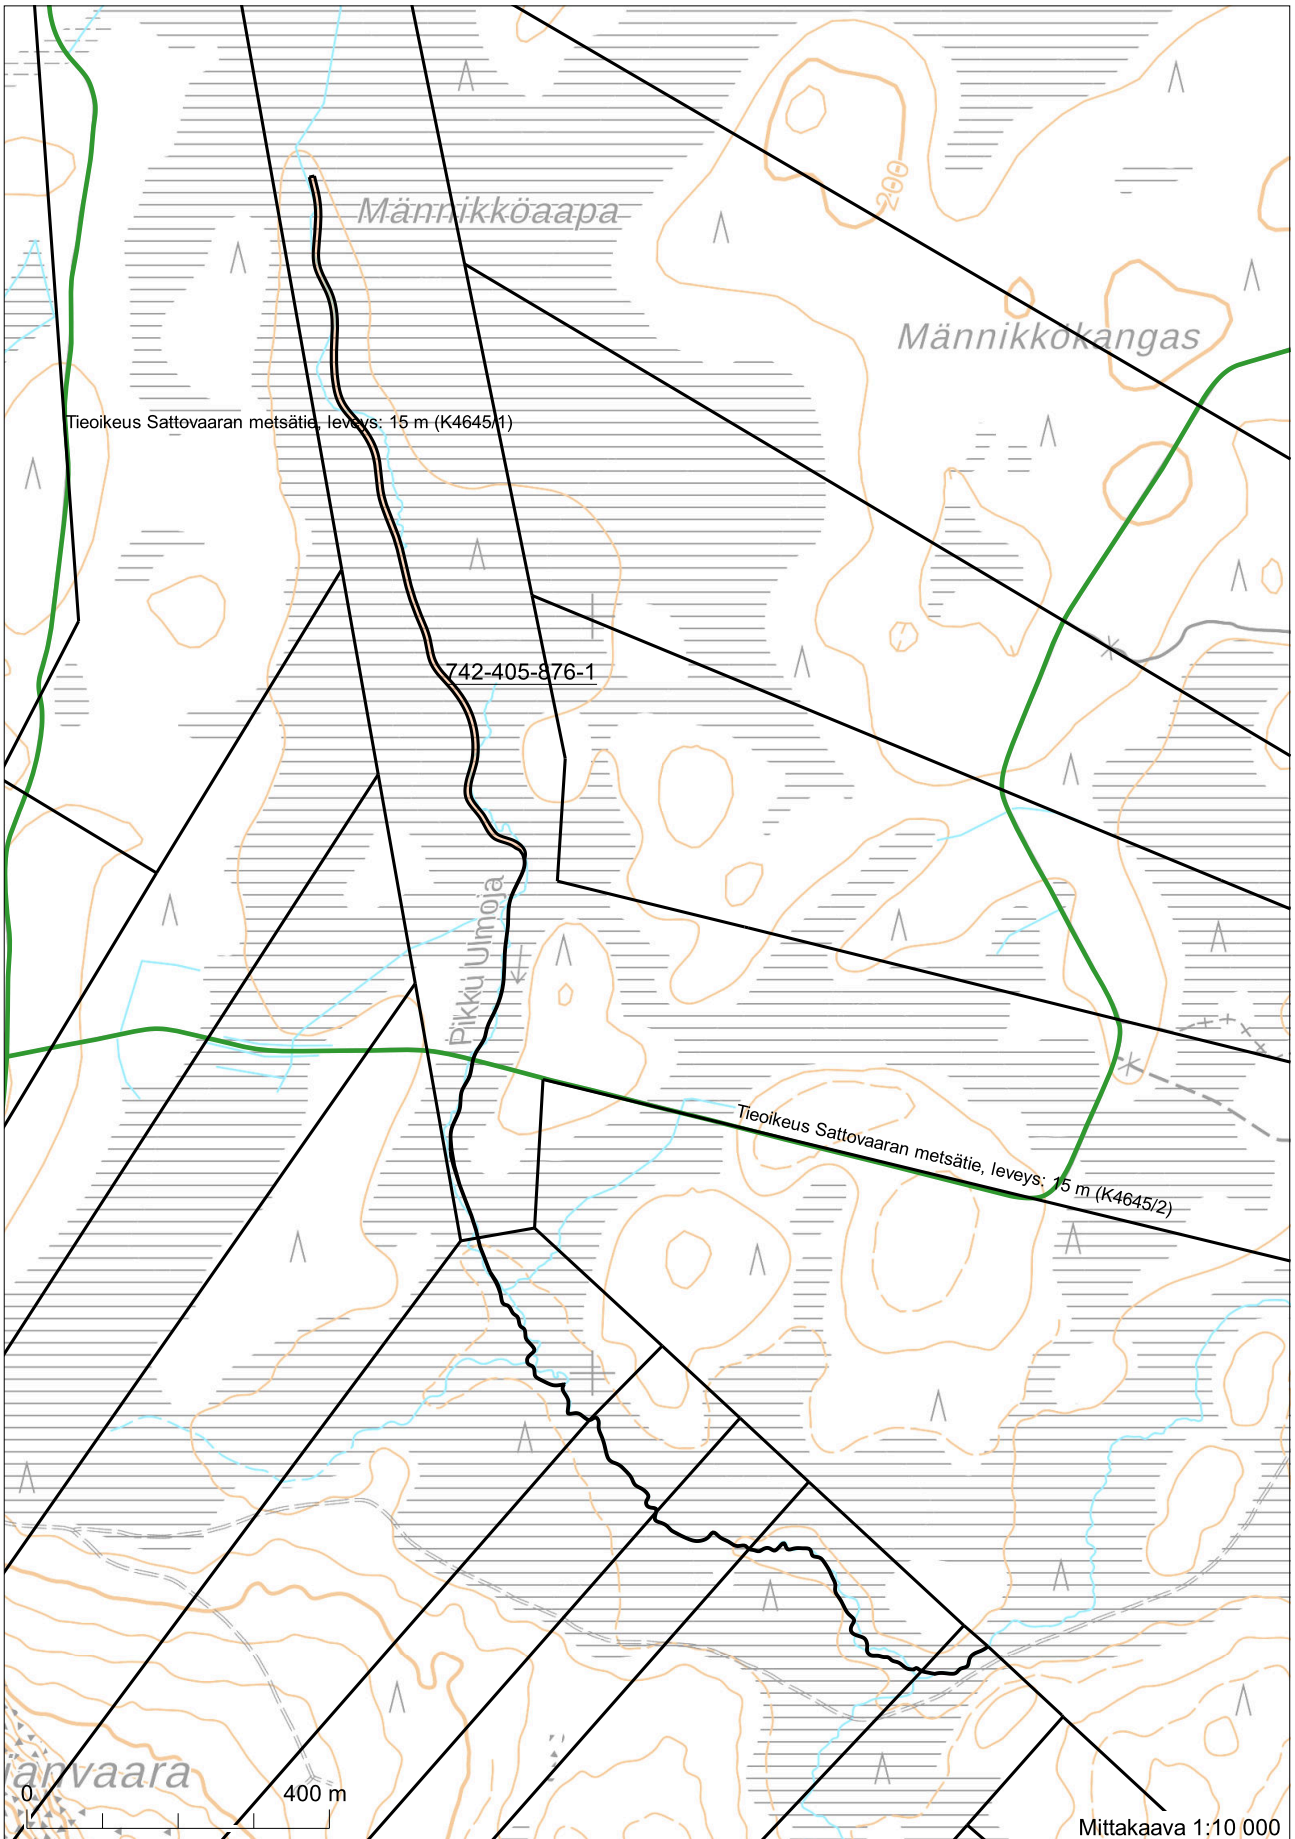 Männikköaapa
200
Männikkökangas
Tieoikeus Sattovaaran metsätie, leveys: 15 m (K4645/1)
742-405-876-1
Pikku Ulmoja
Tieoikeus Sattovaaran metsätie, leveys: 15 m (K4645/2)
janvaara
0 400 m
Mittakaava 1:10 000